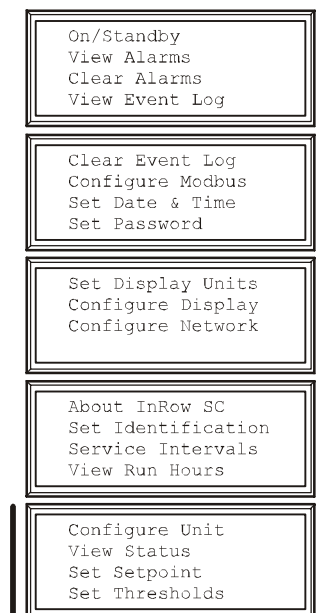 On/Standby
View Alarms
Clear Alarms
View Event Log
Clear Event Log
Configure Modbus
Set Date & Time
Set Password
Set Display Units
Configure Display
Configure Network
About InRow SC
Set Identification
Service Intervals
View Run Hours
Configure Unit
View Status
Set Setpoint
Set Thresholds